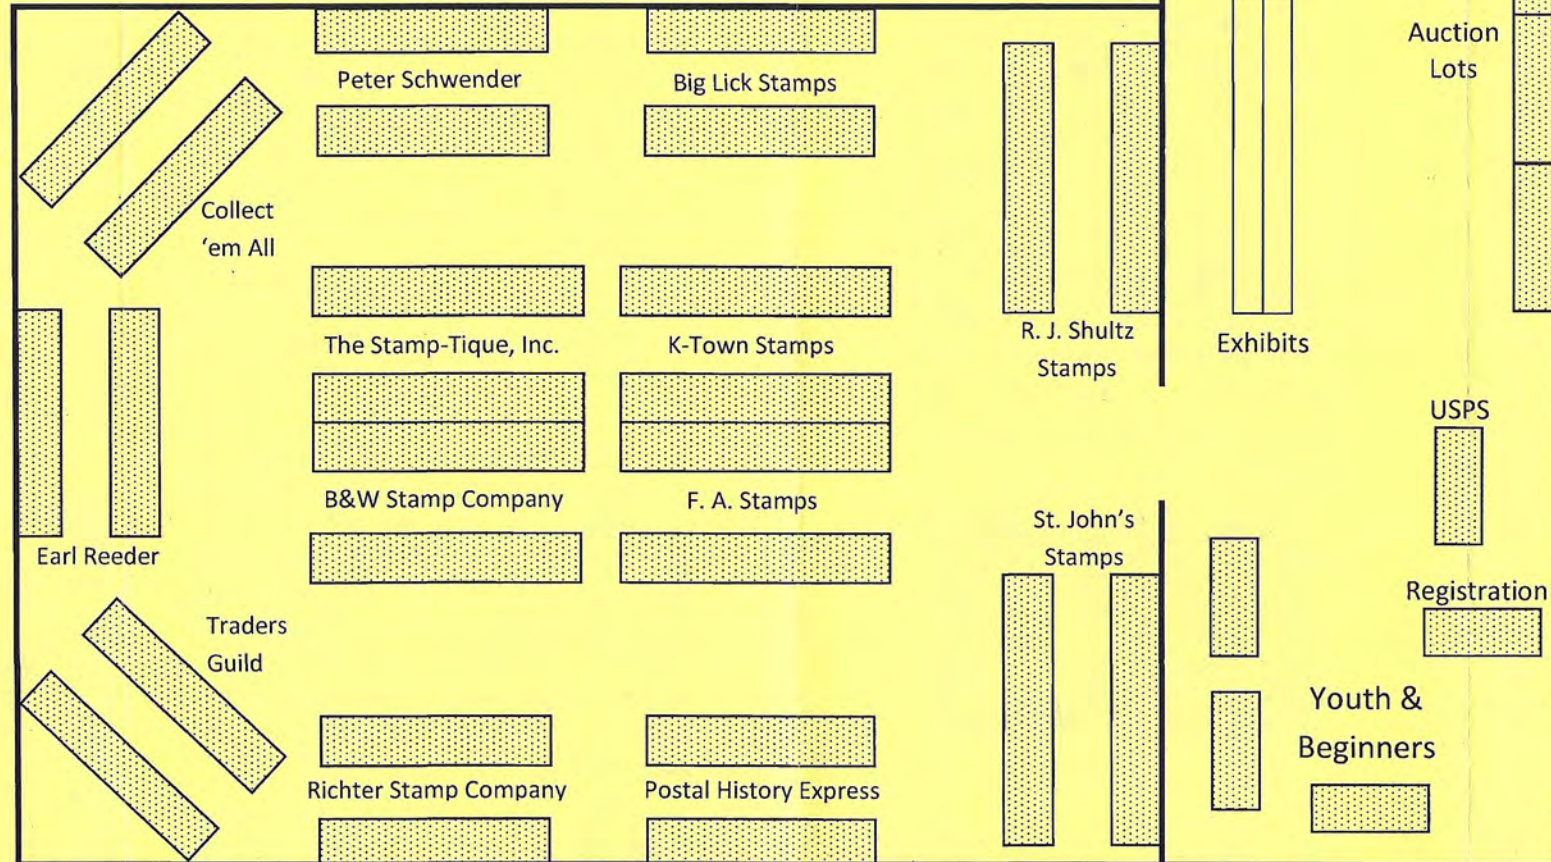 Peter Schwender
Big Lick Stamps
Auction
Lots
Collect
‘em All
The Stamp-Tique, Inc.
K-Town Stamps
R. J. Shultz
Stamps
Exhibits
USPS
B&W Stamp Company
F. A. Stamps
St. John’s
Stamps
Earl Reeder
Registration
Traders
Guild
Youth &
Beginners
Richter Stamp Company
Postal History Express